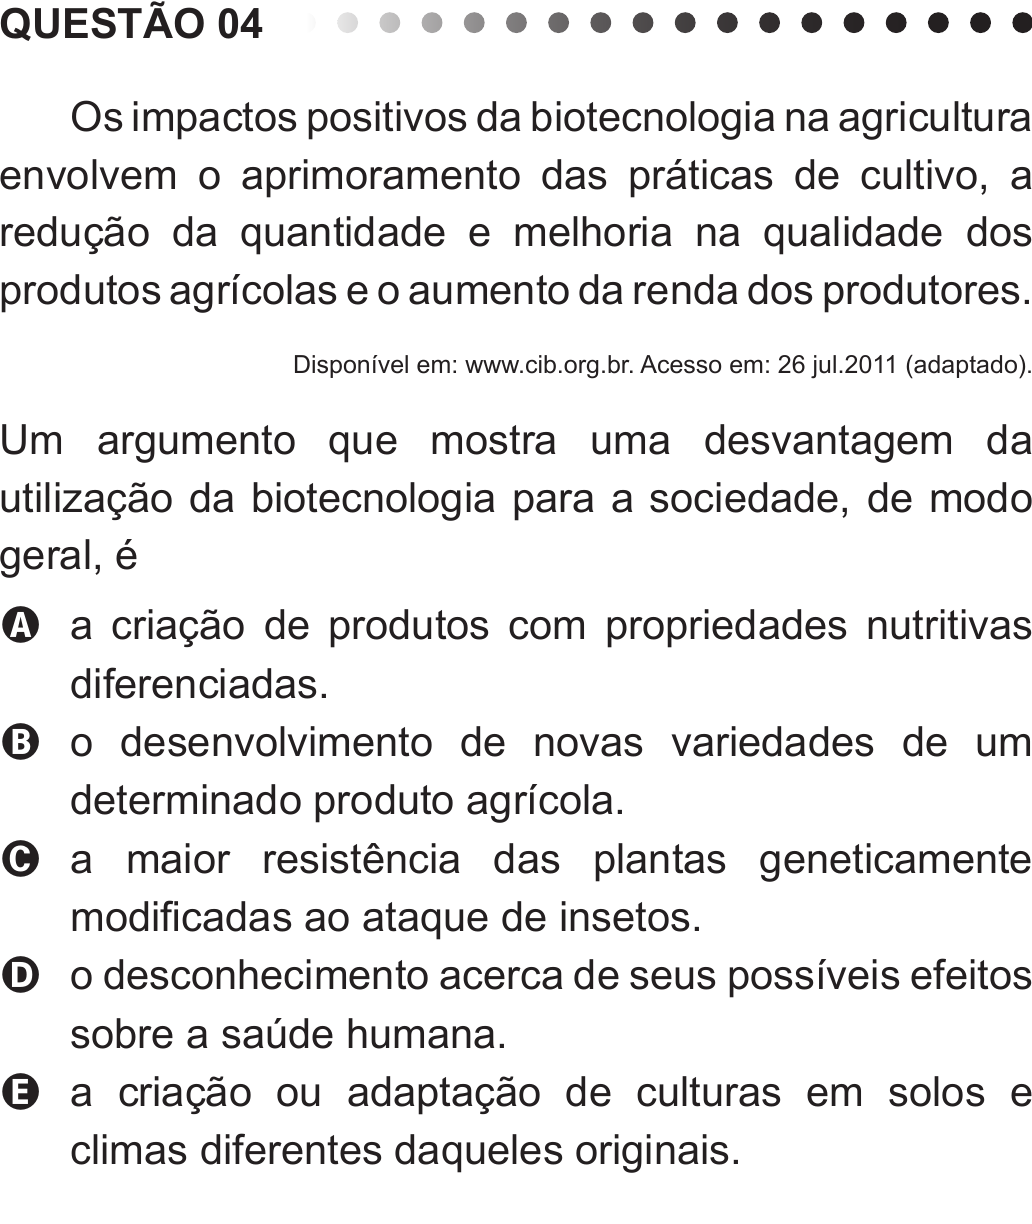 QUESTÃO 04
Os impactos positivos da biotecnologia na agricultura
envolvem o aprimoramento das práticas de cultivo, a
redução da quantidade e melhoria na qualidade dos
produtos agrícolas e o aumento da renda dos produtores.
Disponível em: www.cib.org.br. Acesso em: 26 jul.2011 (adaptado).
Um argumento que mostra uma desvantagem da
utilização da biotecnologia para a sociedade, de modo
geral, é
A a criação de produtos com propriedades nutritivas
diferenciadas.
B o desenvolvimento de novas variedades de um
determinado produto agrícola.
C a maior resistência das plantas geneticamente
modificadas ao ataque de insetos.
D o desconhecimento acerca de seus possíveis efeitos
sobre a saúde humana.
E a criação ou adaptação de culturas em solos e
climas diferentes daqueles originais.